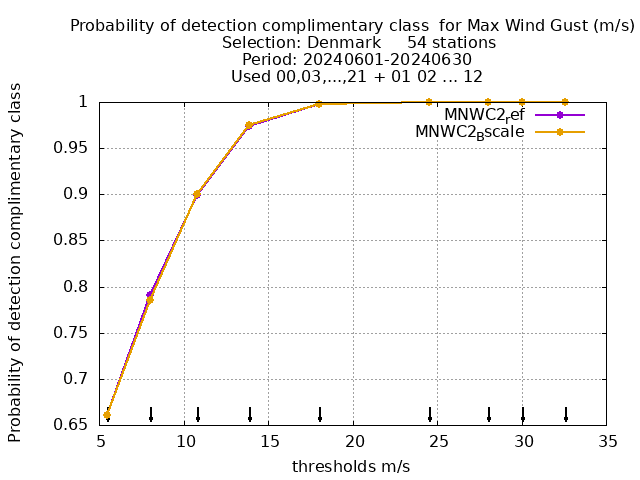 Probability of detection complimentary class  for Max Wind Gust (m/s)
Selection: Denmark     54 stations
Period: 20240601-20240630
Used 00,03,...,21 + 01 02 ... 12
Probability of detection complimentary class
1
0.95
0.9
0.85
0.8
0.75
0.7
0.65
MNWC2_ref
MNWC2_Bscale
5 10 15 20 25 30 35
thresholds m/s